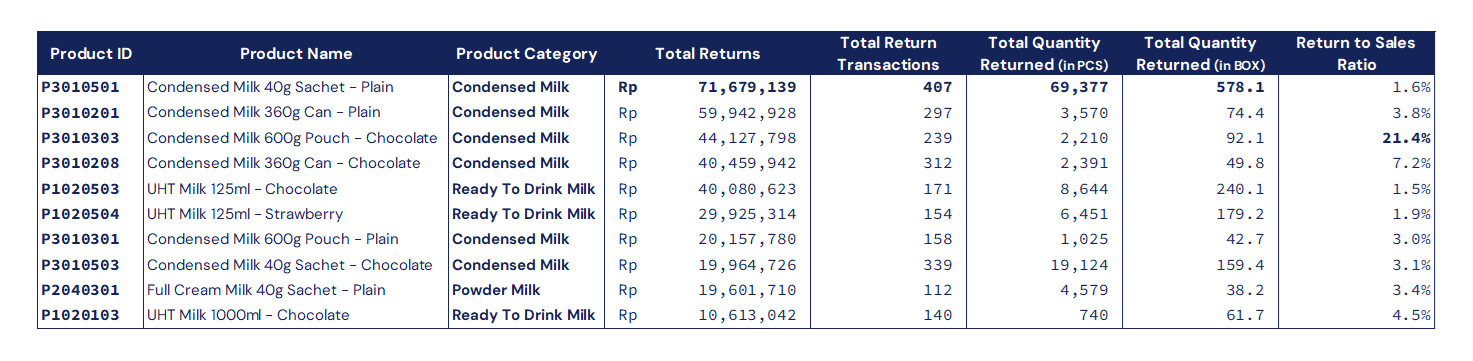 Product ID Product Name Product Category Total Returns Total Return Transactions Total Quantity Returned (in PCS) Total Quantity Returned (in BOX) Return to Sales Ratio
P3010501 Condensed Milk 40g Sachet - Plain Condensed Milk Rp 71,679,139 407 69,377 578.1 1.6%
P3010201 Condensed Milk 360g Can - Plain Condensed Milk Rp 59,942,928 297 3,570 74.4 3.8%
P3010303 Condensed Milk 600g Pouch - Chocolate Condensed Milk Rp 44,127,798 239 2,210 92.1 21.4%
P3010208 Condensed Milk 360g Can - Chocolate Condensed Milk Rp 40,459,942 312 2,391 49.8 7.2%
P1020503 UHT Milk 125ml - Chocolate Ready To Drink Milk Rp 40,080,623 171 8,644 240.1 1.5%
P1020504 UHT Milk 125ml - Strawberry Ready To Drink Milk Rp 29,925,314 154 6,451 179.2 1.9%
P3010301 Condensed Milk 600g Pouch - Plain Condensed Milk Rp 20,157,780 158 1,025 42.7 3.0%
P3010503 Condensed Milk 40g Sachet - Chocolate Condensed Milk Rp 19,964,726 339 19,124 159.4 3.1%
P2040301 Full Cream Milk 40g Sachet - Plain Powder Milk Rp 19,601,710 112 4,579 38.2 3.4%
P1020103 UHT Milk 1000ml - Chocolate Ready To Drink Milk Rp 10,613,042 140 740 61.7 4.5%